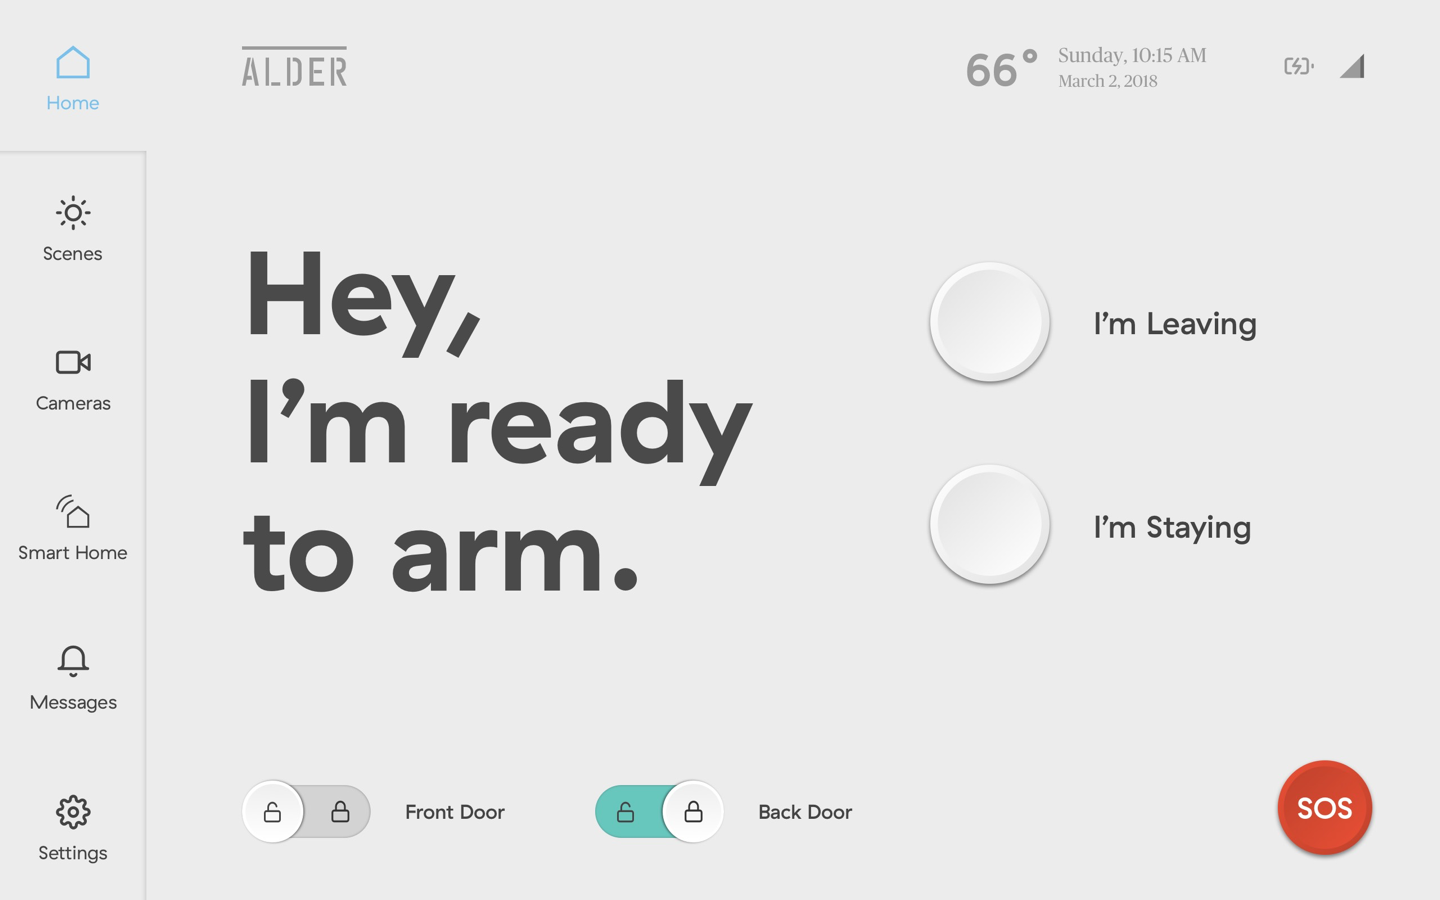 Home
ALDER
66°
Sunday, 10:15 AM
March 2, 2018
Scenes
Cameras
Smart Home
Messages
Settings
Hey,
I’m ready
to arm.
I’m Leaving
I’m Staying
Front Door
Back Door
SOS